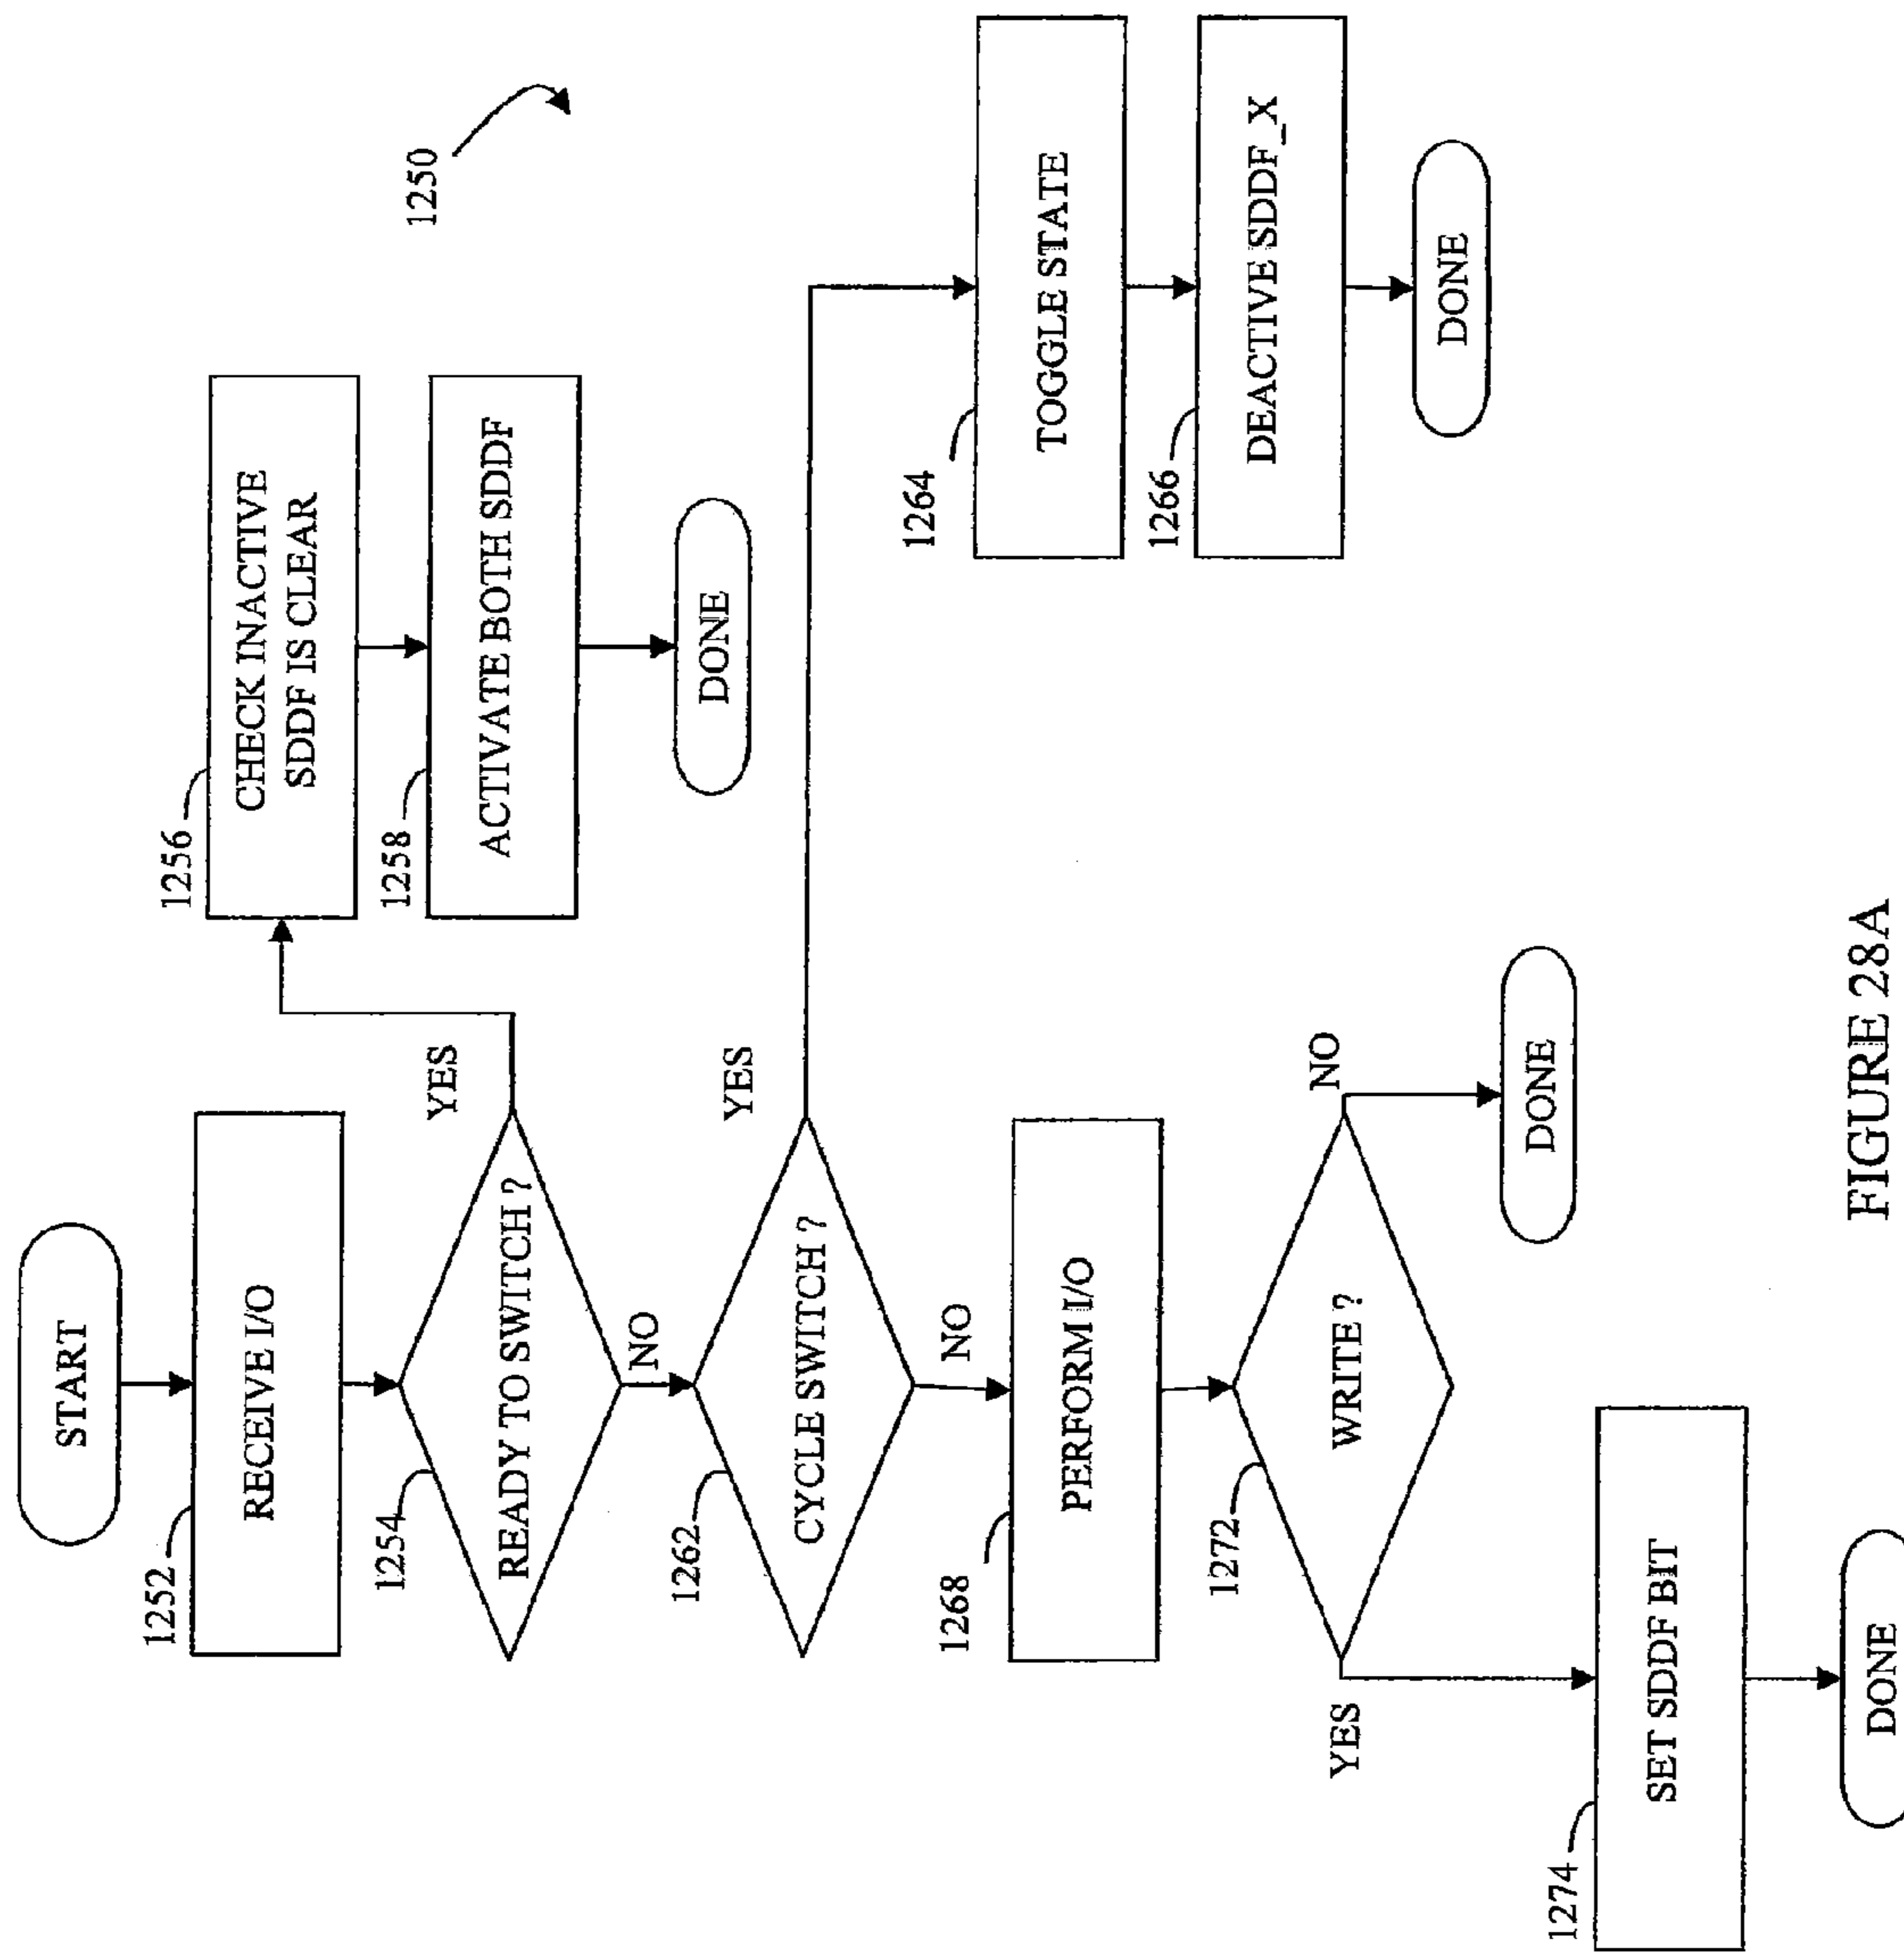 1250
START
1252
RECEIVE I/O
1254
READY TO SWITCH ?
YES
NO
1256
CHECK INACTIVE
SDDF IS CLEAR
1258
ACTIVATE BOTH SDDF
DONE
1262
CYCLE SWITCH ?
YES
NO
1264
TOGGLE STATE
1266
DEACTIVE SDDF_X
DONE
1268
PERFORM I/O
1272
WRITE ?
NO
DONE
YES
1274
SET SDDF BIT
DONE
FIGURE 28A